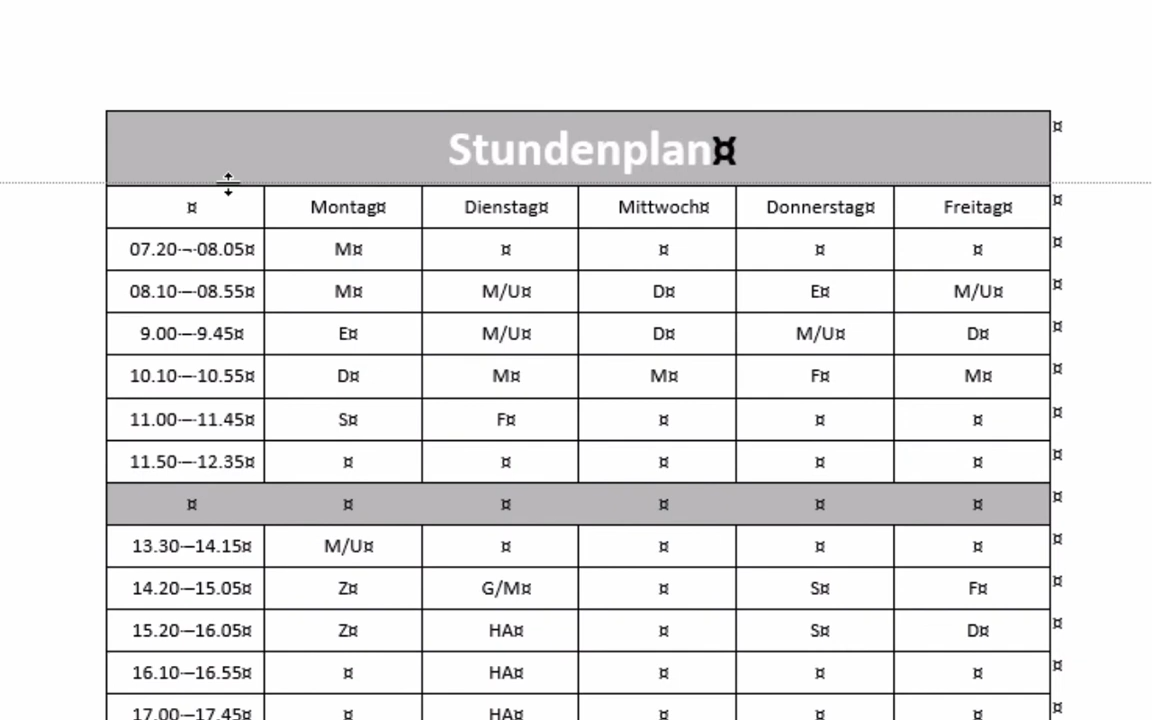 Stundenplan¤ ¤
¤ Montag¤ Dienstag¤ Mittwoch¤ Donnerstag¤ Freitag¤ ¤
07.20·¬·08.05¤ M¤ ¤ ¤ ¤ ¤ ¤
08.10·–·08.55¤ M¤ M/U¤ D¤ E¤ M/U¤ ¤
9.00·–·9.45¤ E¤ M/U¤ D¤ M/U¤ D¤ ¤
10.10·–·10.55¤ D¤ M¤ M¤ F¤ M¤ ¤
11.00·–·11.45¤ S¤ F¤ ¤ ¤ ¤ ¤
11.50·–·12.35¤ ¤ ¤ ¤ ¤ ¤ ¤
¤ ¤ ¤ ¤ ¤ ¤ ¤
13.30·–14.15¤ M/U¤ ¤ ¤ ¤ ¤ ¤
14.20·–15.05¤ Z¤ G/M¤ ¤ S¤ F¤ ¤
15.20·–16.05¤ Z¤ HA¤ ¤ S¤ D¤ ¤
16.10·–16.55¤ ¤ HA¤ ¤ ¤ ¤ ¤
17.00·–17.45¤ ¤ HA¤ ¤ ¤ ¤ ¤